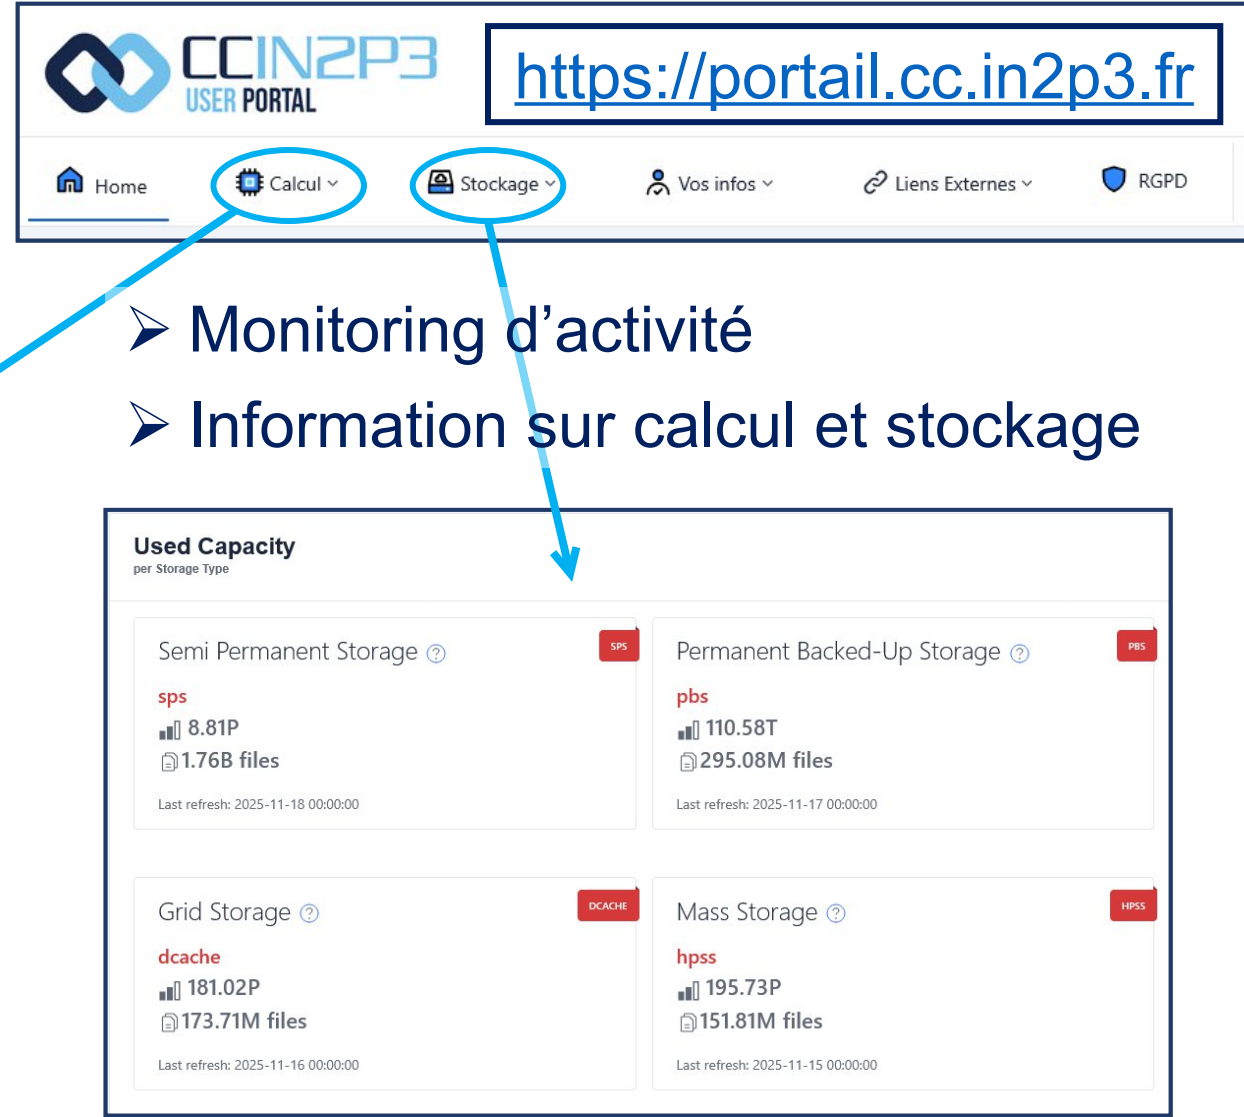 CCIN2P3
USER PORTAL
https://portail.cc.in2p3.fr
Home Calcul Stockage Vos infos Liens Externes RGPD
➢ Monitoring d’activité
➢ Information sur calcul et stockage
Used Capacity
per Storage Type
Semi Permanent Storage ? SPS
sps
8.81P
1.76B files
Last refresh: 2025-11-18 00:00:00
Permanent Backed-Up Storage ? PBS
pbs
110.58T
295.08M files
Last refresh: 2025-11-17 00:00:00
Grid Storage ? DCACHE
dcache
181.02P
173.71M files
Last refresh: 2025-11-16 00:00:00
Mass Storage ? HPSS
hpss
195.73P
151.81M files
Last refresh: 2025-11-15 00:00:00